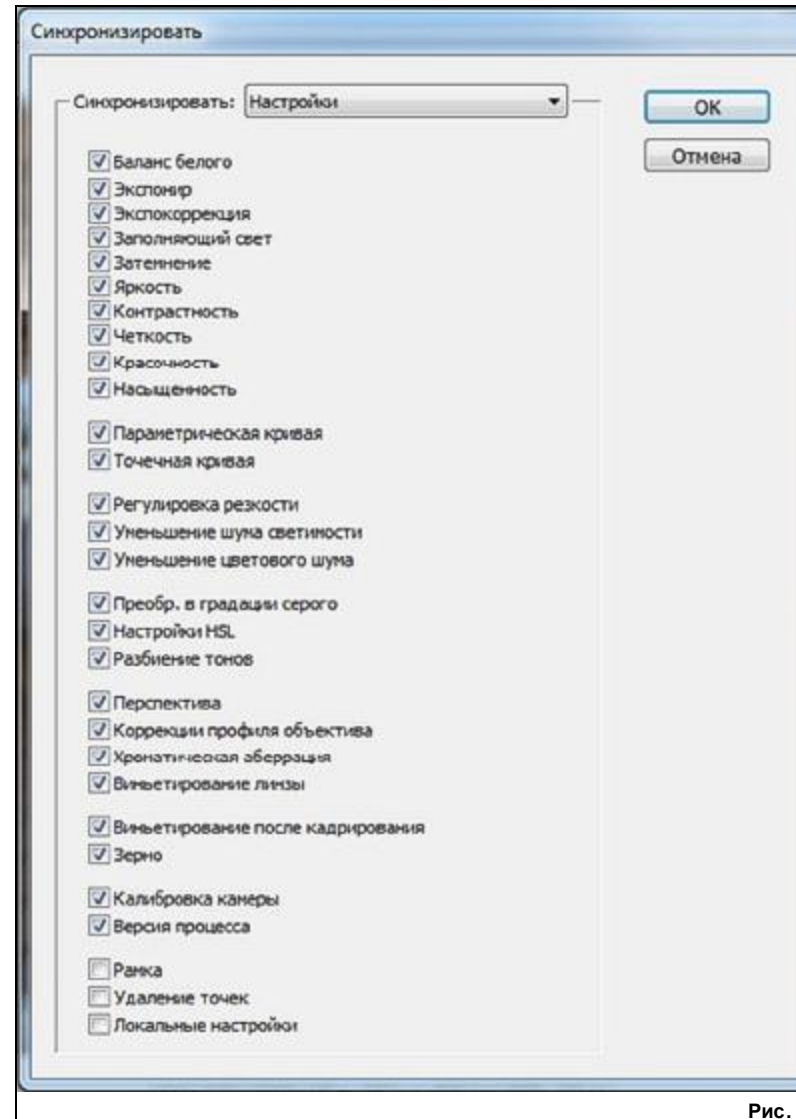 Синхронизировать
Синхронизировать: Настройки
OK
Отмена
Баланс белого
Экспонир
Экспокоррекция
Заполняющий свет
Затемнение
Яркость
Контрастность
Четкость
Красочность
Насыщенность
Параметрическая кривая
Точечная кривая
Регулировка резкости
Уменьшение шума светимости
Уменьшение цветового шума
Преобр. в градации серого
Настройки HSL
Разбиение тонов
Перспектива
Коррекции профиля объектива
Хроматическая аберрация
Виньетирование линзы
Виньетирование после кадрирования
Зерно
Калибровка камеры
Версия процесса
Рамка
Удаление точек
Локальные настройки
Рис.